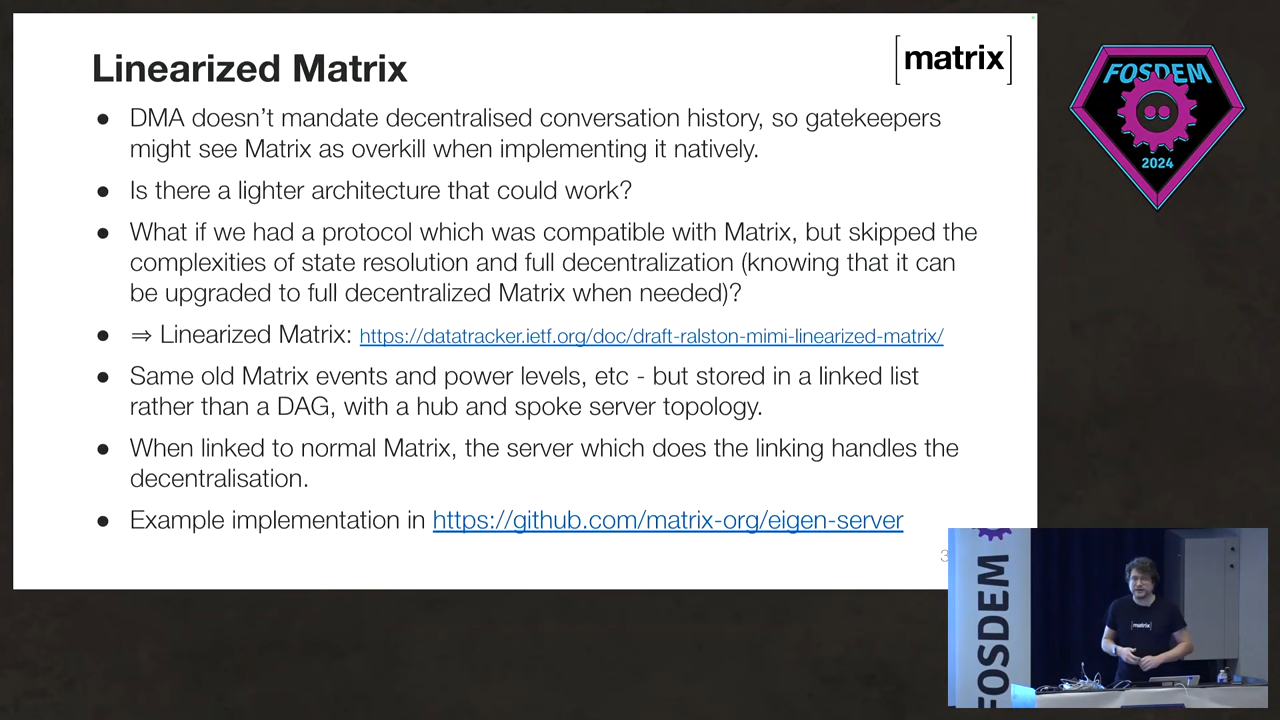 Linearized Matrix
[matrix]
● DMA doesn’t mandate decentralised conversation history, so gatekeepers
might see Matrix as overkill when implementing it natively.
● Is there a lighter architecture that could work?
● What if we had a protocol which was compatible with Matrix, but skipped the
complexities of state resolution and full decentralization (knowing that it can
be upgraded to full decentralized Matrix when needed)?
● ⇒ Linearized Matrix: https://datatracker.ietf.org/doc/draft-ralston-mimi-linearized-matrix/
● Same old Matrix events and power levels, etc - but stored in a linked list
rather than a DAG, with a hub and spoke server topology.
● When linked to normal Matrix, the server which does the linking handles the
decentralisation.
● Example implementation in https://github.com/matrix-org/eigen-server
FOSDEM
2024
FOSDEM
[matrix]